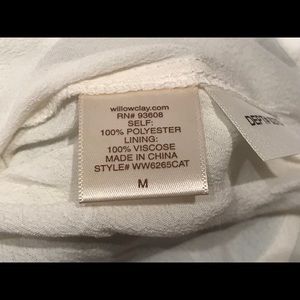 willowclay.com
RN# 93608
SELF:
100% POLYESTER
LINING:
100% VISCOSE
MADE IN CHINA
STYLE# WW6265CAT
M